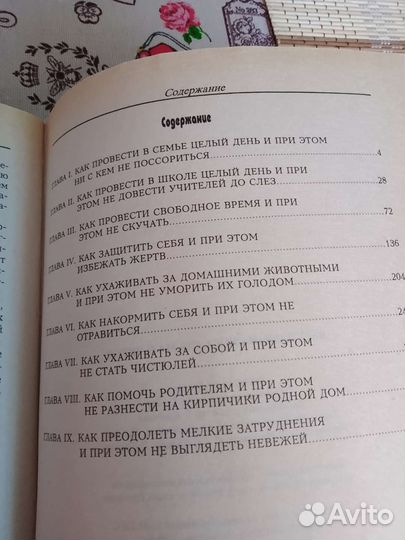 Содержание
Содержание
ГЛАВА I. КАК ПРОВЕСТИ В СЕМЬЕ ЦЕЛЫЙ ДЕНЬ И ПРИ ЭТОМ
НИ С КЕМ НЕ ПОССОРИТЬСЯ 4
ГЛАВА II. КАК ПРОВЕСТИ В ШКОЛЕ ЦЕЛЫЙ ДЕНЬ И ПРИ
ЭТОМ НЕ ДОВЕСТИ УЧИТЕЛЕЙ ДО СЛЕЗ 28
ГЛАВА III. КАК ПРОВЕСТИ СВОБОДНОЕ ВРЕМЯ И ПРИ
ЭТОМ НЕ СКУЧАТЬ 72
ГЛАВА IV. КАК ЗАЩИТИТЬ СЕБЯ И ПРИ ЭТОМ
ИЗБЕЖАТЬ ЖЕРТВ 136
ГЛАВА V. КАК УХАЖИВАТЬ ЗА ДОМАШНИМИ ЖИВОТНЫМИ
И ПРИ ЭТОМ НЕ УМОРИТЬ ИХ ГОЛОДОМ 204
ГЛАВА VI. КАК НАКОРМИТЬ СЕБЯ И ПРИ ЭТОМ НЕ
ОТРАВИТЬСЯ
ГЛАВА VII. КАК УХАЖИВАТЬ ЗА СОБОЙ И ПРИ ЭТОМ
НЕ СТАТЬ ЧИСТЮЛЕЙ
ГЛАВА VIII. КАК ПОМОЧЬ РОДИТЕЛЯМ И ПРИ ЭТОМ
НЕ РАЗНЕСТИ НА КИРПИЧИКИ РОДНОЙ ДОМ
ГЛАВА IX. КАК ПРЕОДОЛЕТЬ МЕЛКИЕ ЗАТРУДНЕНИЯ
И ПРИ ЭТОМ НЕ ВЫГЛЯДЕТЬ НЕВЕЖЕЙ
Avito